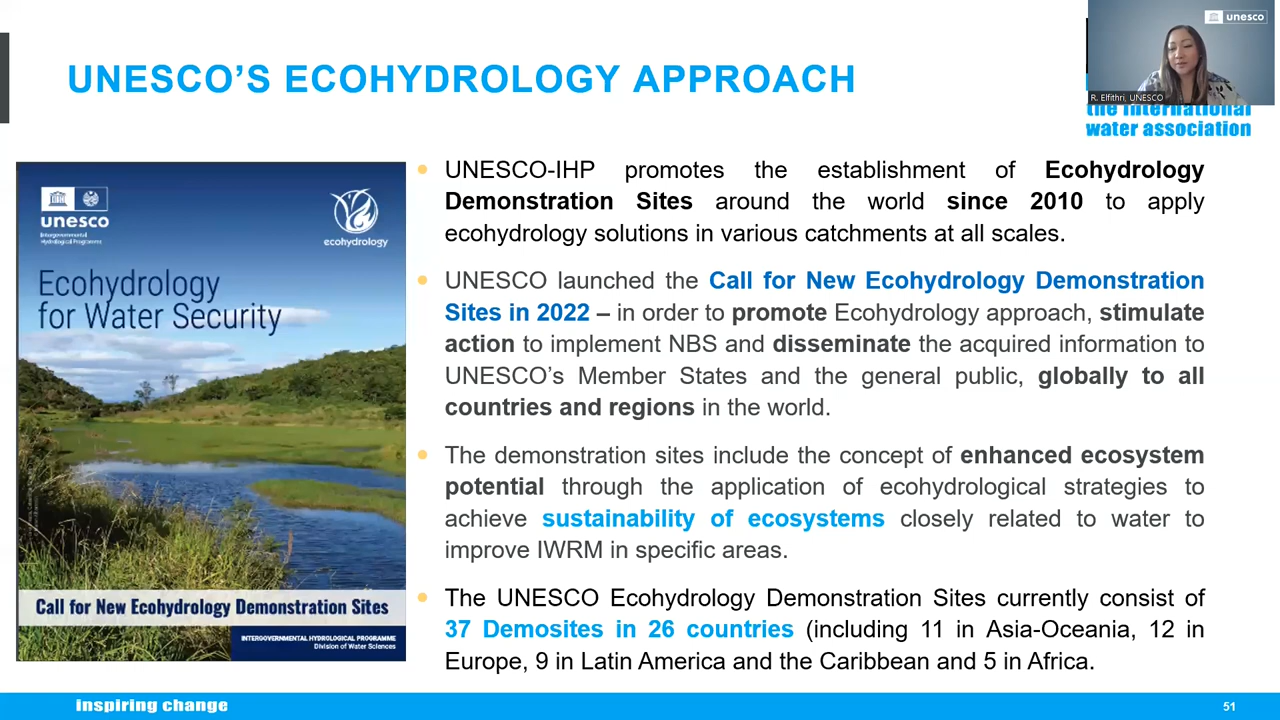 unesco
R. Elfithri, UNESCO
the international
water association
UNESCO’S ECOHYDROLOGY APPROACH
unesco
Intergovernmental
Hydrological Programme
ecohydrology
Ecohydrology
for Water Security
Call for New Ecohydrology Demonstration Sites
INTERGOVERNMENTAL HYDROLOGICAL PROGRAMME
Division of Water Sciences
• UNESCO-IHP promotes the establishment of Ecohydrology
Demonstration Sites around the world since 2010 to apply
ecohydrology solutions in various catchments at all scales.
• UNESCO launched the Call for New Ecohydrology Demonstration
Sites in 2022 – in order to promote Ecohydrology approach, stimulate
action to implement NBS and disseminate the acquired information to
UNESCO’s Member States and the general public, globally to all
countries and regions in the world.
• The demonstration sites include the concept of enhanced ecosystem
potential through the application of ecohydrological strategies to
achieve sustainability of ecosystems closely related to water to
improve IWRM in specific areas.
• The UNESCO Ecohydrology Demonstration Sites currently consist of
37 Demosites in 26 countries (including 11 in Asia-Oceania, 12 in
Europe, 9 in Latin America and the Caribbean and 5 in Africa.
inspiring change
51